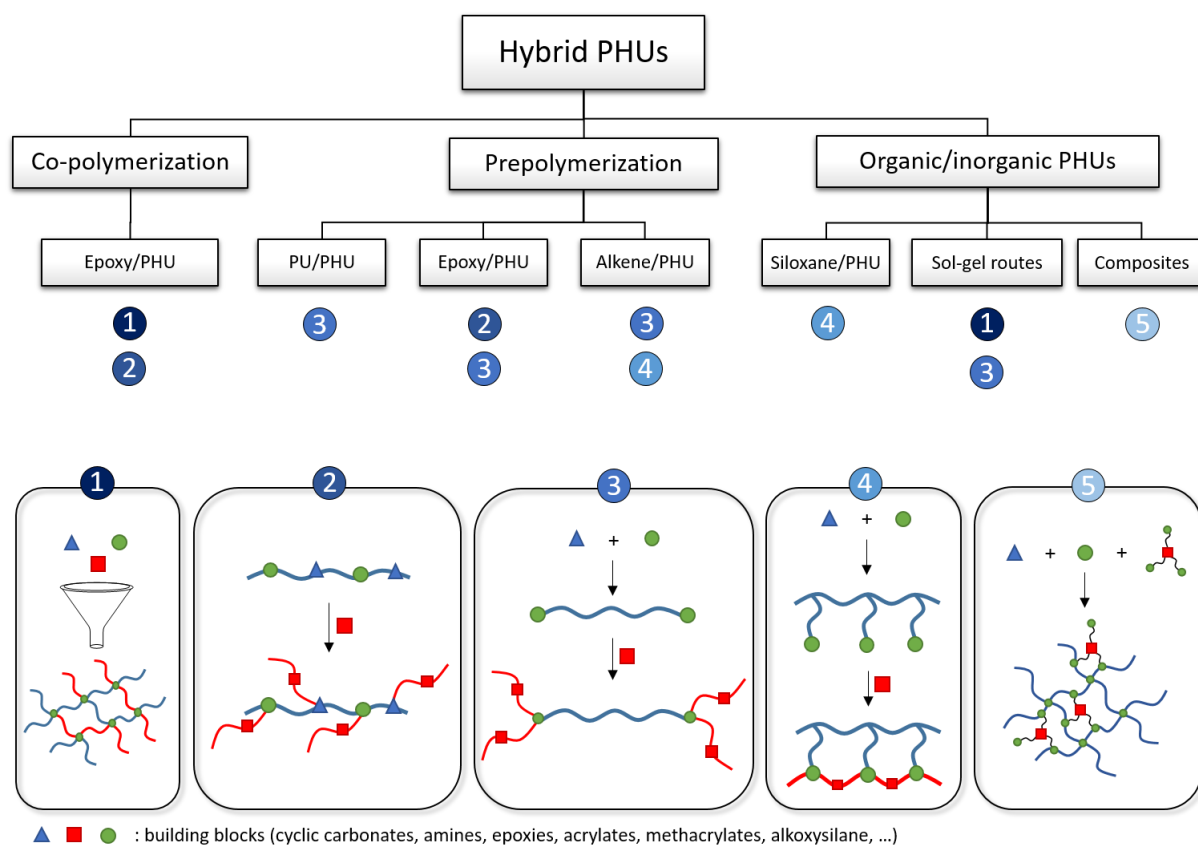 Hybrid PHUs
Co-polymerization
Prepolymerization
Organic/inorganic PHUs
Epoxy/PHU
PU/PHU
Epoxy/PHU
Alkene/PHU
Siloxane/PHU
Sol-gel routes
Composites
1
3
2
3
4
1
5
2
3
4
3
1
2
3
4
5
+
+
+
+
: building blocks (cyclic carbonates, amines, epoxies, acrylates, methacrylates, alkoxysilane, ...)